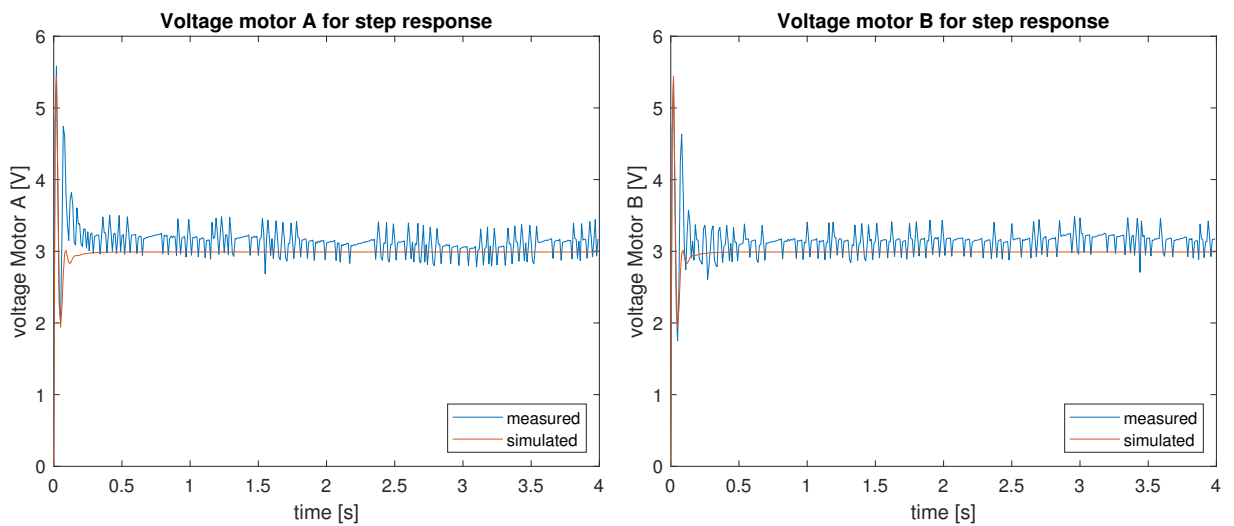 Voltage motor A for step response
voltage Motor A [V]
6
5
4
3
2
1
0
0 0.5 1 1.5 2 2.5 3 3.5 4
time [s]
measured
simulated
Voltage motor B for step response
voltage Motor B [V]
6
5
4
3
2
1
0
0 0.5 1 1.5 2 2.5 3 3.5 4
time [s]
measured
simulated